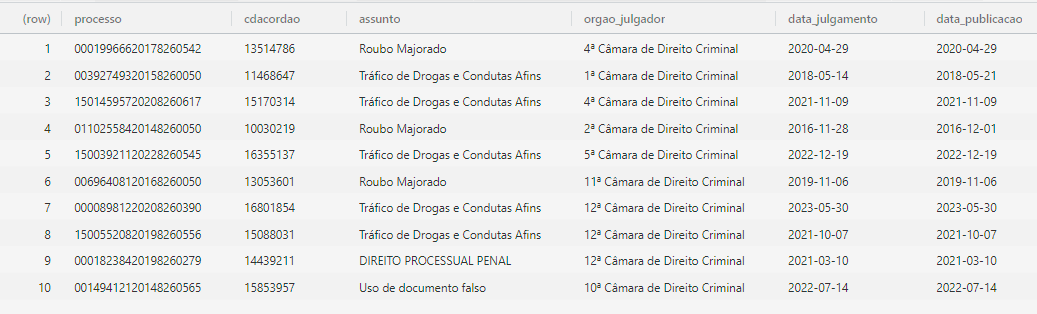 (row) processo cdacordao assunto orgao_julgador data_julgamento data_publicacao
1 00019966620178260542 13514786 Roubo Majorado 4ª Câmara de Direito Criminal 2020-04-29 2020-04-29
2 00392749320158260050 11468647 Tráfico de Drogas e Condutas Afins 1ª Câmara de Direito Criminal 2018-05-14 2018-05-21
3 15014595720208260617 15170314 Tráfico de Drogas e Condutas Afins 4ª Câmara de Direito Criminal 2021-11-09 2021-11-09
4 01102558420148260050 10030219 Roubo Majorado 2ª Câmara de Direito Criminal 2016-11-28 2016-12-01
5 15003921120228260545 16355137 Tráfico de Drogas e Condutas Afins 5ª Câmara de Direito Criminal 2022-12-19 2022-12-19
6 00696408120168260050 13053601 Roubo Majorado 11ª Câmara de Direito Criminal 2019-11-06 2019-11-06
7 00008981220208260390 16801854 Tráfico de Drogas e Condutas Afins 12ª Câmara de Direito Criminal 2023-05-30 2023-05-30
8 15005520820198260556 15088031 Tráfico de Drogas e Condutas Afins 12ª Câmara de Direito Criminal 2021-10-07 2021-10-07
9 00018238420198260279 14439211 DIREITO PROCESSUAL PENAL 12ª Câmara de Direito Criminal 2021-03-10 2021-03-10
10 00149412120148260565 15853957 Uso de documento falso 10ª Câmara de Direito Criminal 2022-07-14 2022-07-14